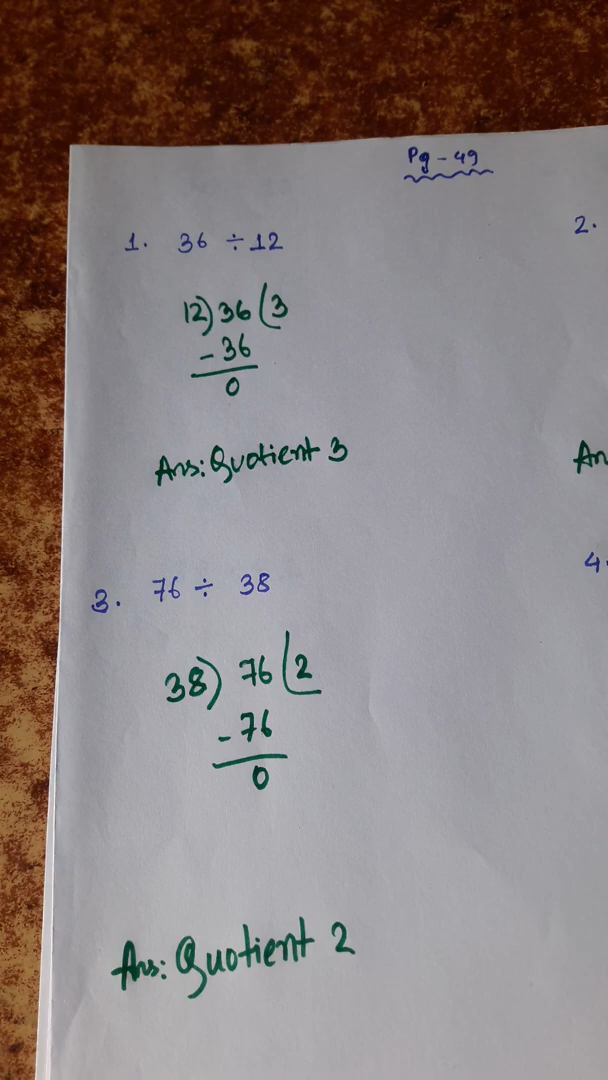 Pg - 49
1. 36 ÷ 12
2.
12) 36 (3
- 36
0
Ans: Quotient 3
An
3. 76 ÷ 38
4.
38) 76 (2
- 76
0
Ans: Quotient 2